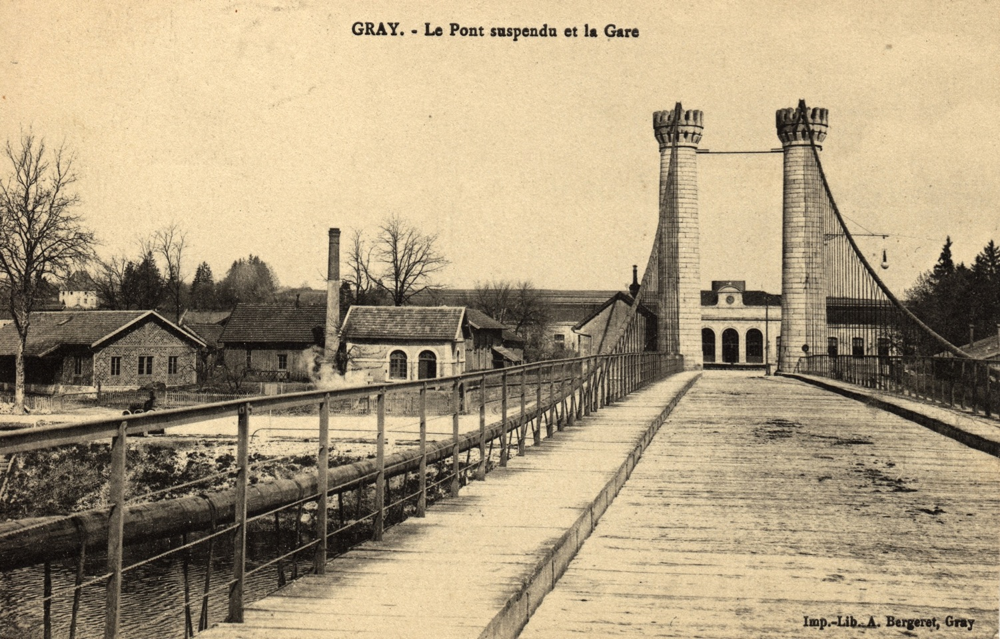 GRAY. - Le Pont suspendu et la Gare
Imp.-Lib. A. Bergeret, Gray